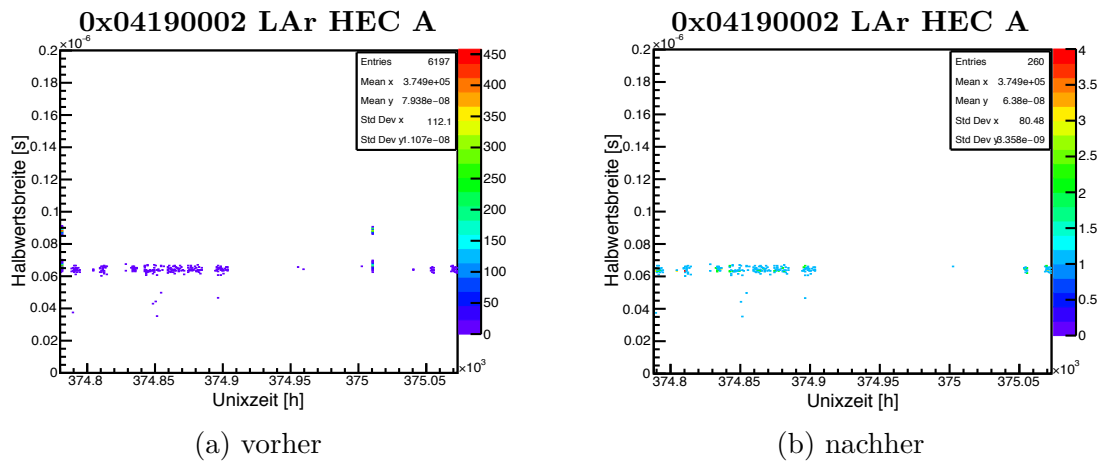 0x04190002 LAr HEC A
×10⁻⁶
0.2
0.18
0.16
0.14
0.12
0.1
0.08
0.06
0.04
0.02
0
Halbwertsbreite [s]
Entries 6197
Mean x 3.749e+05
Mean y 7.938e−08
Std Dev x 112.1
Std Dev y 1.107e−08
450
400
350
300
250
200
150
100
50
0
374.8 374.85 374.9 374.95 375 375.05
×10³
Unixzeit [h]
(a) vorher
0x04190002 LAr HEC A
×10⁻⁶
0.2
0.18
0.16
0.14
0.12
0.1
0.08
0.06
0.04
0.02
0
Halbwertsbreite [s]
Entries 260
Mean x 3.749e+05
Mean y 6.38e−08
Std Dev x 80.48
Std Dev y 3.358e−09
4
3.5
3
2.5
2
1.5
1
0.5
0
374.8 374.85 374.9 374.95 375 375.05
×10³
Unixzeit [h]
(b) nachher